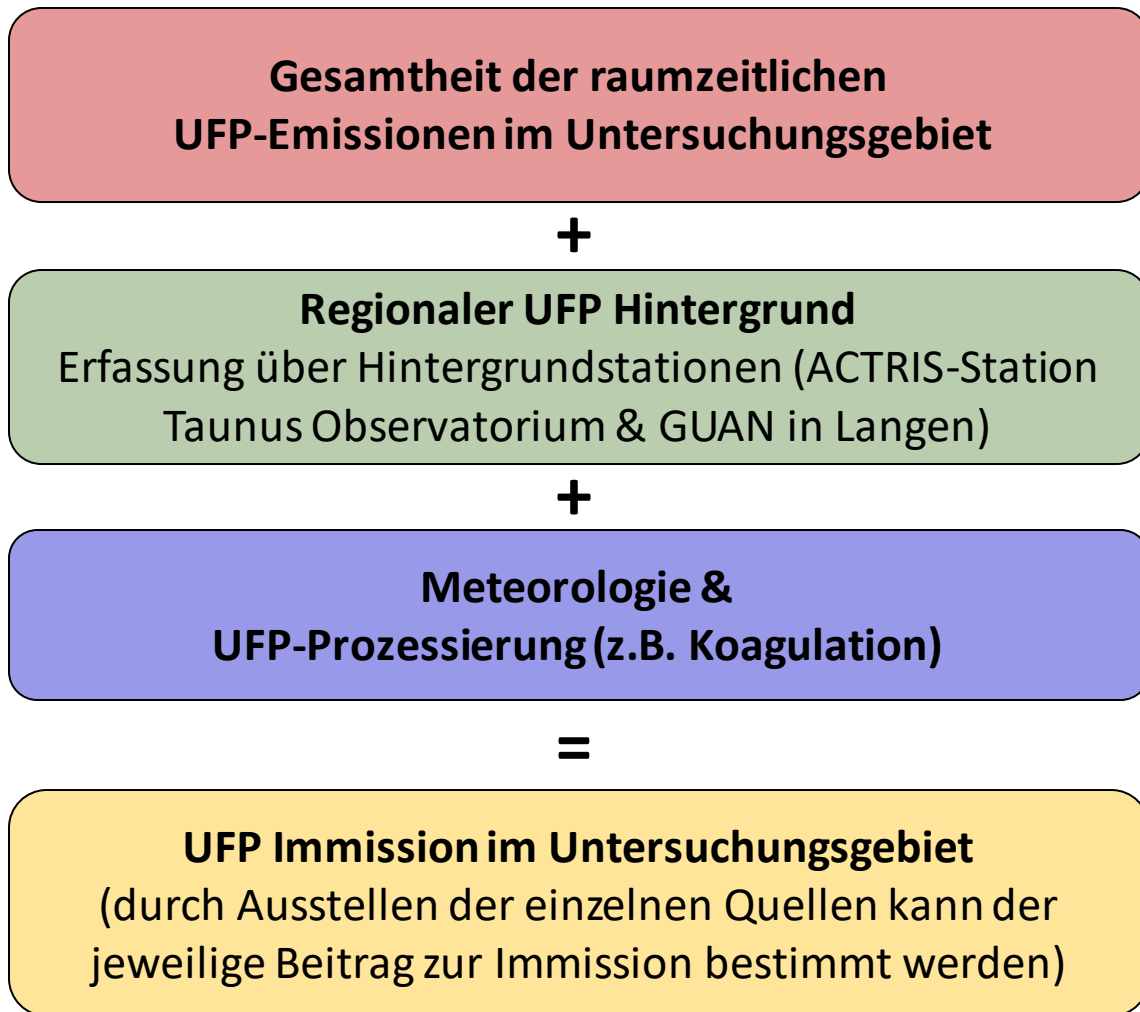 Gesamtheit der raumzeitlichen
UFP-Emissionen im Untersuchungsgebiet
+
Regionaler UFP Hintergrund
Erfassung über Hintergrundstationen (ACTRIS-Station
Taunus Observatorium & GUAN in Langen)
+
Meteorologie &
UFP-Prozessierung (z.B. Koagulation)
=
UFP Immission im Untersuchungsgebiet
(durch Ausstellen der einzelnen Quellen kann der
jeweilige Beitrag zur Immission bestimmt werden)